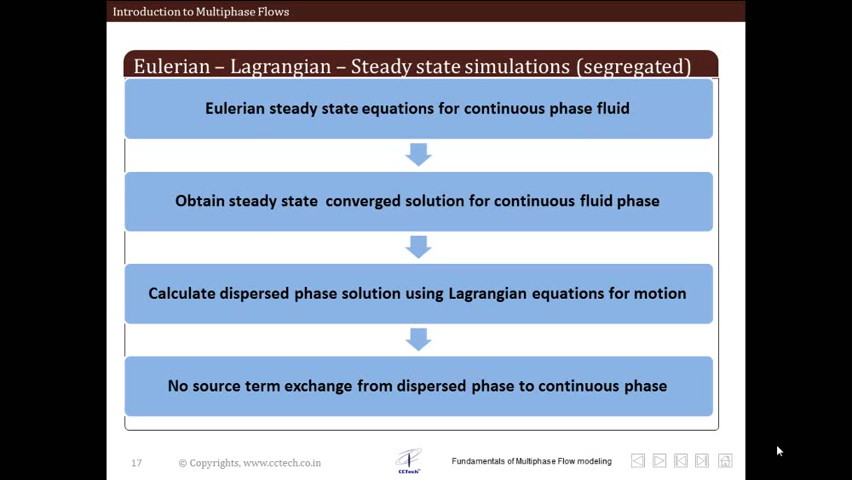 Introduction to Multiphase Flows
Eulerian – Lagrangian – Steady state simulations (segregated)
Eulerian steady state equations for continuous phase fluid
Obtain steady state converged solution for continuous fluid phase
Calculate dispersed phase solution using Lagrangian equations for motion
No source term exchange from dispersed phase to continuous phase
17
© Copyrights, www.cctech.co.in
CCTech
Fundamentals of Multiphase Flow modeling